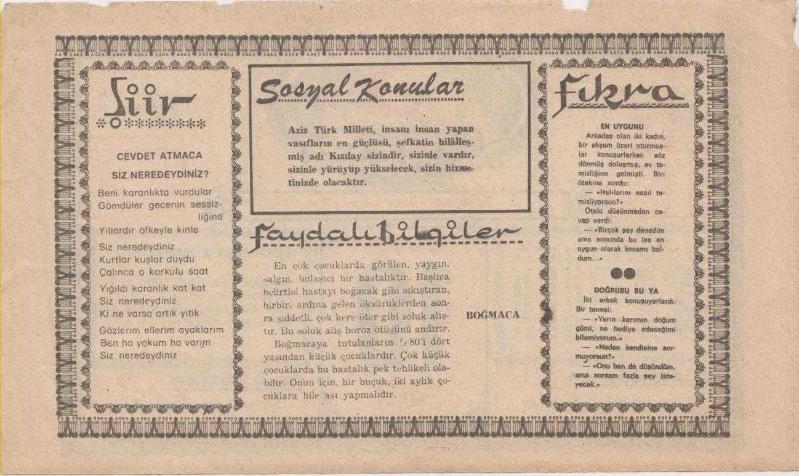 Şiir
CEVDET ATMACA
SIZ NEREDEYDİNİZ?
Beni karanlıkta vurdular
Gömdüler gecenin sessiz-
liğine
Yıllardır öfkeyle kinle
Siz neredeydiniz
Kurtlar kuşlar duydu
Çalınca o korkulu saat
Yığıldı karanlık kat kat
Siz neredeydiniz
Ki ne varsa artık yitik
Gözlerim ellerim ayaklarım
Ben ha yokum ha varım
Siz neredeydiniz
Sosyal Konular
Aziz Türk Milleti, insanı insan yapan
vasıfların en güçlüsü, şefkatin hilâlleş-
miş adı Kızılay sizindir, sizinle vardır,
sizinle yürüyüp yükselecek, sizin hizme-
tinizde olacaktır.
Faydalı bilgiler
BOĞMACA
En çok çocuklarda görülen, yaygın,
salgın, bulaşıcı bir hastalıktır. Başlıca
belirtisi hastayı boğacak gibi sıkıştıran,
birbiri ardına gelen öksürüklerden son-
ra şiddetli, çok kere öter gibi soluk alış-
tır. Bu soluk alış horoz ötüşünü andırır.
Boğmacaya tutulanların % 80'i dört
yaşından küçük çocuklardır. Çok küçük
çocuklarda bu hastalık pek tehlikeli ola-
bilir. Onun için, bir buçuk, iki aylık ço-
cuklara bile aşı yapmalıdır.
Fıkra
EN UYGUNU
Arkadaş olan iki kadın,
bir akşam üzeri oturmuş-
lar konuşurlarken söz
dönmüş dolaşmış, ev te-
mizliğine gelmişti. Biri
ötekine sordu:
— «Halılarını nasıl te-
mizliyorsun?»
Öteki düşünmeden ce-
vap verdi:
— «Birçok şey denedim
ama sonunda bu işe en
uygun olarak kocamı bul-
dum...»
DOĞRUSU BU YA
İki erkek konuşuyorlardı.
Bir tanesi:
— «Yarın karımın doğum
günü, ne hediye edeceğimi
bilemiyorum.»
— «Neden kendisine sor-
muyorsun?»
— «Onu ben de düşündüm,
ama sorsam fazla şey iste-
yecek.»